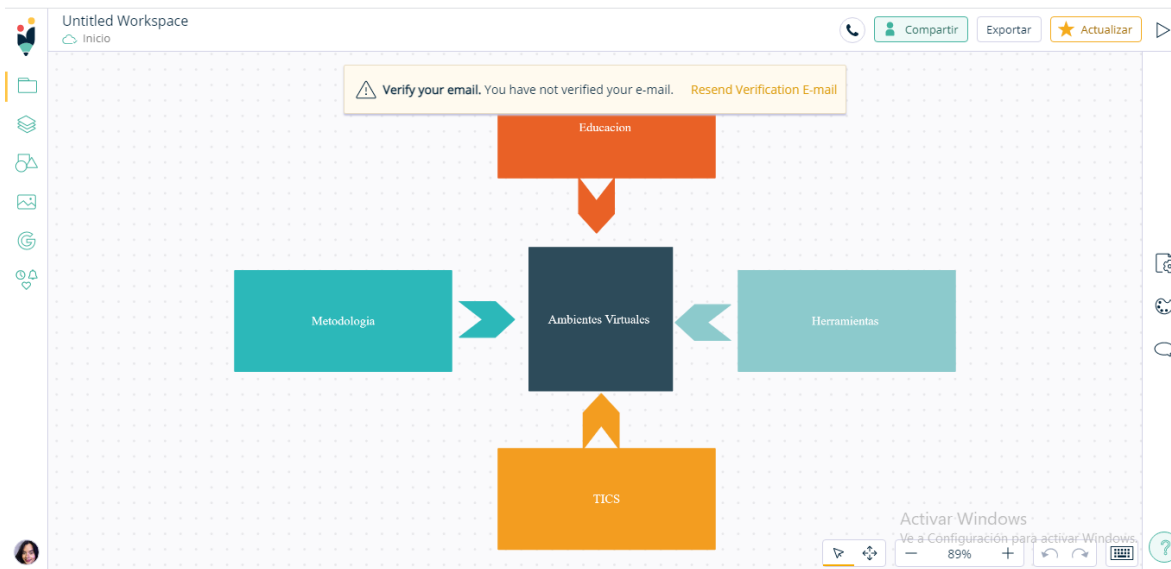 Untitled Workspace
Inicio
Compartir
Exportar
Actualizar
Verify your email. You have not verified your e-mail. Resend Verification E-mail
Educacion
Metodologia
Ambientes Virtuales
Herramientas
TICS
Activar Windows
Ve a Configuración para activar Windows.
89%
?